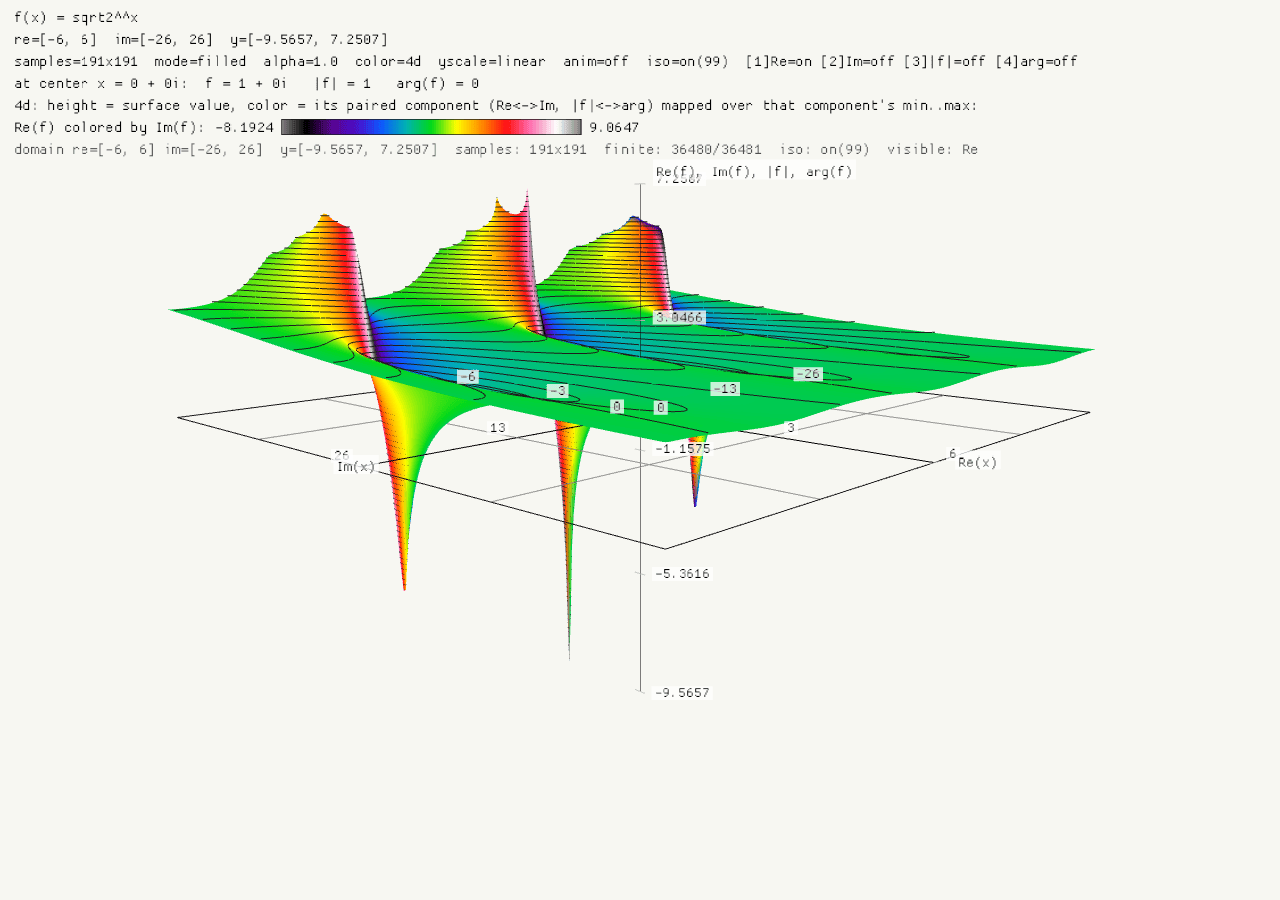 f(x) = sqrt2^^x
re=[-6, 6]  im=[-26, 26]  y=[-9.5657, 7.2507]
samples=191x191  mode=filled  alpha=1.0  color=4d  yscale=linear  anim=off  iso=on(99)  [1]Re=on [2]Im=off [3]|f|=off [4]arg=off
at center x = 0 + 0i:  f = 1 + 0i   |f| = 1   arg(f) = 0
4d: height = surface value, color = its paired component (Re<->Im, |f|<->arg) mapped over that component's min..max:
Re(f) colored by Im(f): -8.1924 9.0647
domain re=[-6, 6] im=[-26, 26]  y=[-9.5657, 7.2507]  samples: 191x191  finite: 36480/36481  iso: on(99)  visible: Re
Re(f), Im(f), |f|, arg(f)
7.2507
3.0466
-6
-26
-3
-13
0
0
13
3
-1.1575
26
6
Im(x)
Re(x)
-5.3616
-9.5657